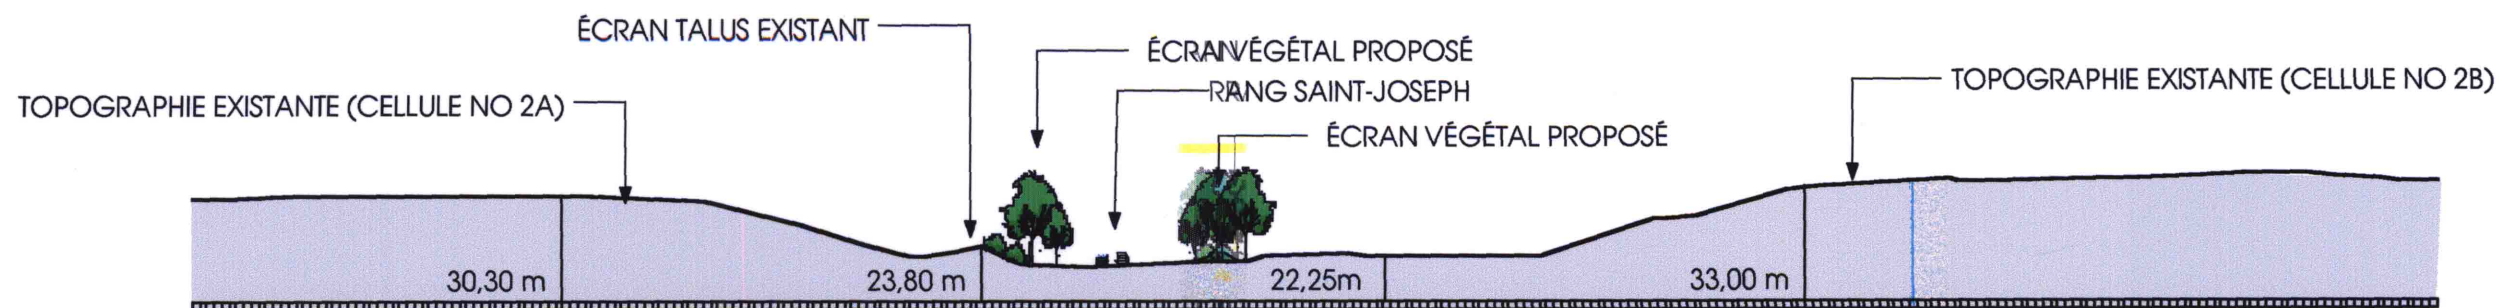 ÉCRAN TALUS EXISTANT
ÉCRAN VÉGÉTAL PROPOSÉ
TOPOGRAPHIE EXISTANTE (CELLULE NO 2A)
RANG SAINT-JOSEPH
TOPOGRAPHIE EXISTANTE (CELLULE NO 2B)
ÉCRAN VÉGÉTAL PROPOSÉ
30,30 m
23,80 m
22,25m
33,00 m